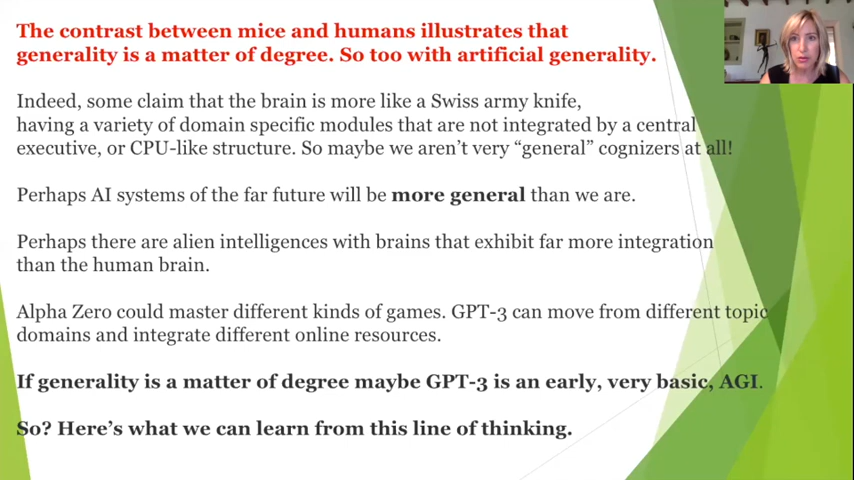 The contrast between mice and humans illustrates that
generality is a matter of degree. So too with artificial generality.
Indeed, some claim that the brain is more like a Swiss army knife,
having a variety of domain specific modules that are not integrated by a central
executive, or CPU-like structure. So maybe we aren't very “general” cognizers at all!
Perhaps AI systems of the far future will be more general than we are.
Perhaps there are alien intelligences with brains that exhibit far more integration
than the human brain.
Alpha Zero could master different kinds of games. GPT-3 can move from different topic
domains and integrate different online resources.
If generality is a matter of degree maybe GPT-3 is an early, very basic, AGI.
So? Here's what we can learn from this line of thinking.